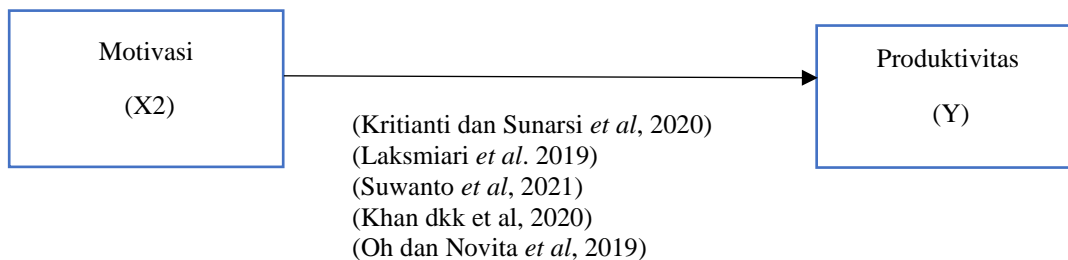 Motivasi
(X2)
Produktivitas
(Y)
(Kritianti dan Sunarsi et al, 2020)
(Laksmiari et al. 2019)
(Suwanto et al, 2021)
(Khan dkk et al, 2020)
(Oh dan Novita et al, 2019)